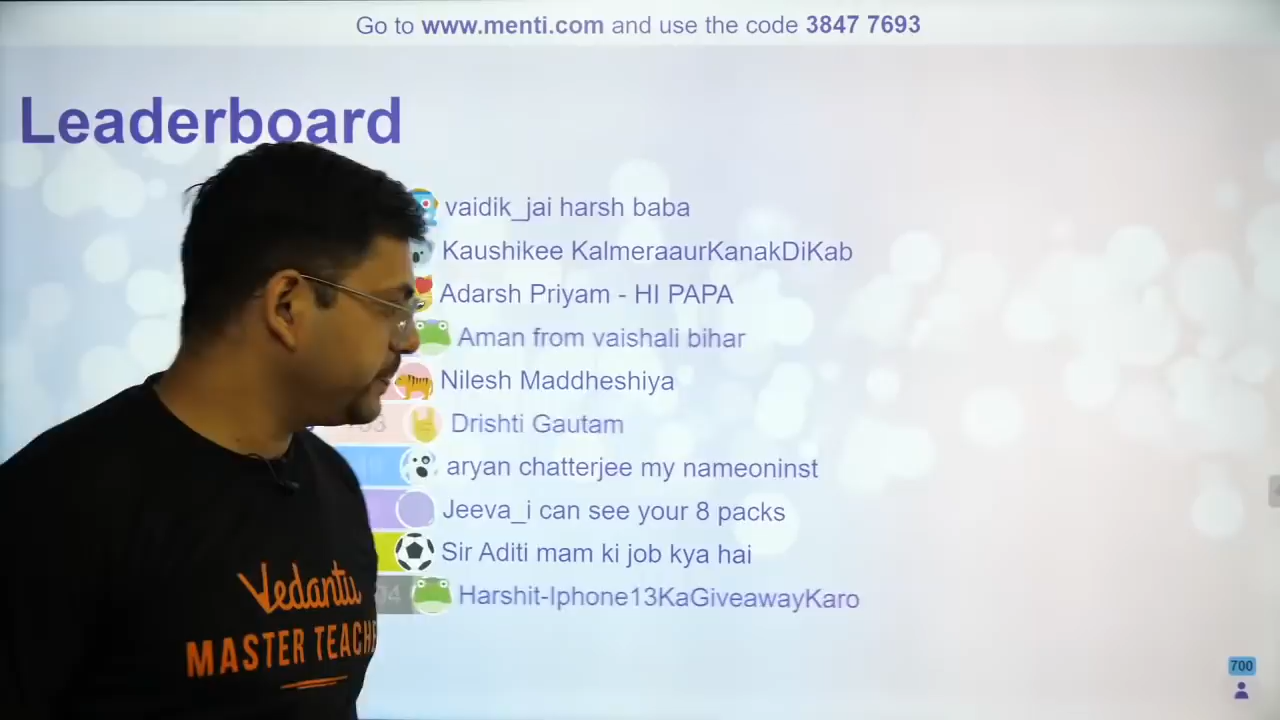 Go to www.menti.com and use the code 3847 7693
Leaderboard
vaidik_jai harsh baba
Kaushikee KalmeraaurKanakDiKab
Adarsh Priyam - HI PAPA
Aman from vaishali bihar
Nilesh Maddheshiya
Drishti Gautam
aryan chatterjee my nameoninst
Jeeva_i can see your 8 packs
Sir Aditi mam ki job kya hai
Harshit-Iphone13KaGiveawayKaro
Vedantu
MASTER TEACHE
700